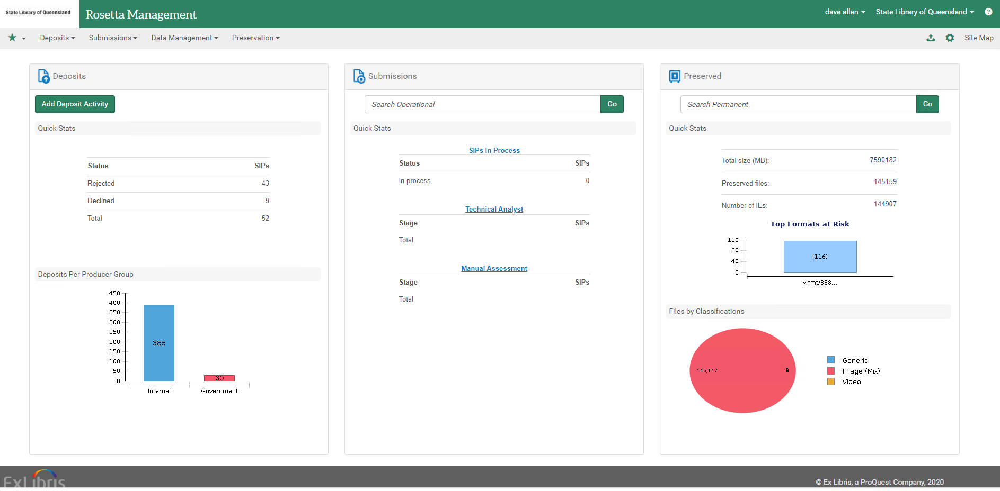 State Library of Queensland
Rosetta Management
dave allen
State Library of Queensland
?
Deposits
Submissions
Data Management
Preservation
Site Map
Deposits
Add Deposit Activity
Quick Stats
Status SIPs
Rejected 43
Declined 9
Total 52
Deposits Per Producer Group
450
400
350
300
250
200
150
100
50
0
388
30
Internal
Government
Submissions
Search Operational
Go
Quick Stats
SIPs In Process
Status SIPs
In process 0
Technical Analyst
Stage SIPs
Total
Manual Assessment
Stage SIPs
Total
Preserved
Search Permanent
Go
Quick Stats
Total size (MB): 7590182
Preserved files: 145159
Number of IEs: 144907
Top Formats at Risk
120
80
40
0
(116)
x-fmt/388...
Files by Classifications
145,147
Generic
Image (Mix)
Video
ExLibris
© Ex Libris, a ProQuest Company, 2020